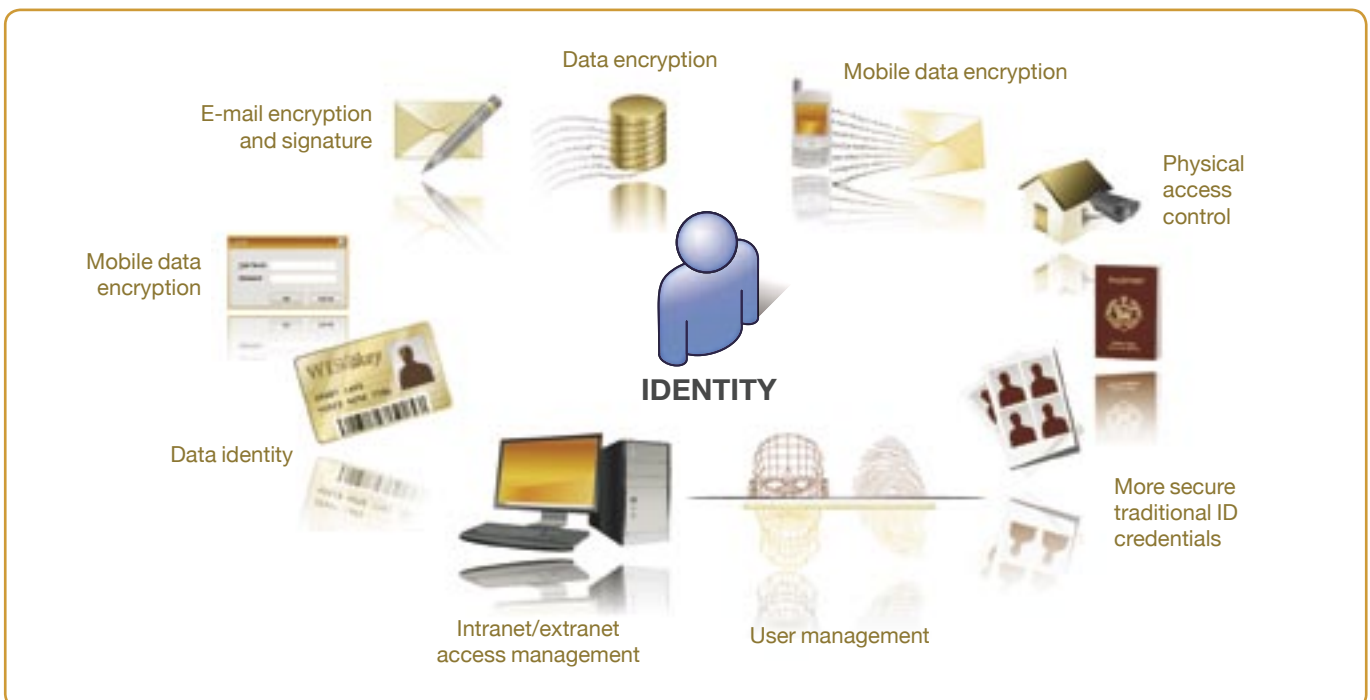 Data encryption
Mobile data encryption
E-mail encryption
and signature
Physical
access
control
Mobile data
encryption
WISekey
IDENTITY
Data identity
More secure
traditional ID
credentials
Intranet/extranet
access management
User management